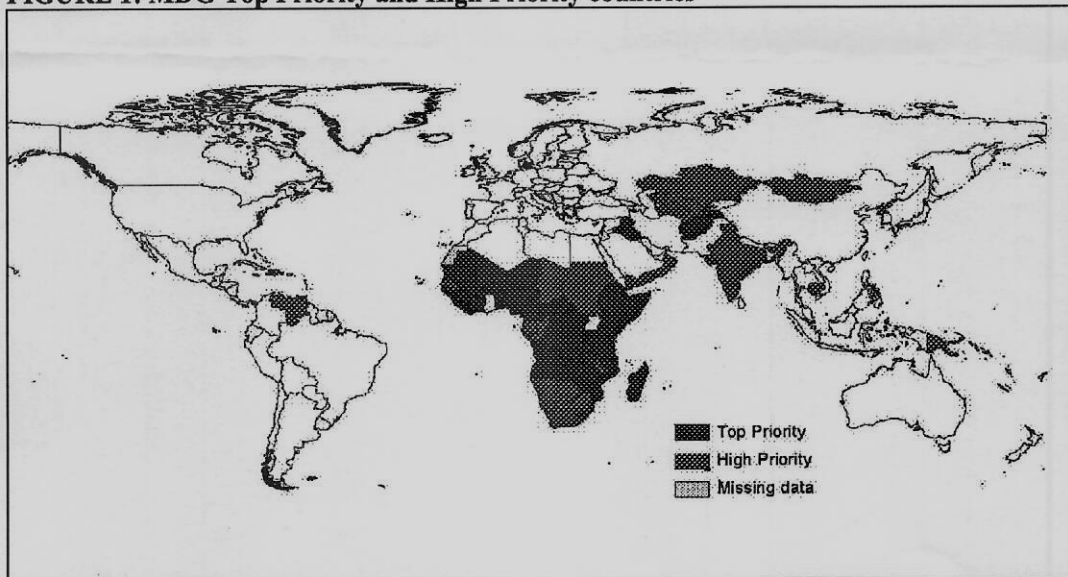 FIGURE 1: MDG Top Priority and High Priority countries
Top Priority
High Priority
Missing data